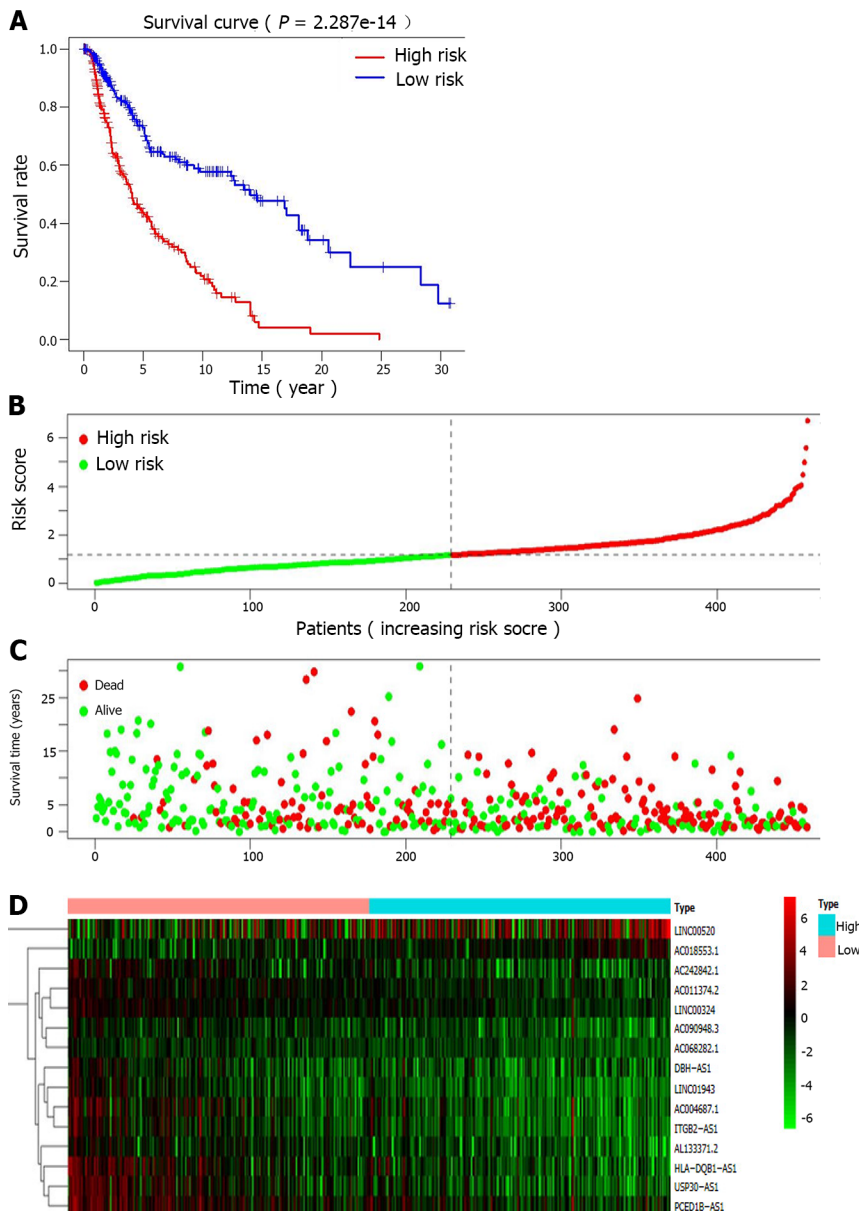 A
Survival curve ( P = 2.287e-14 )
High risk
Low risk
1.0
0.8
0.6
0.4
0.2
0.0
Survival rate
0 5 10 15 20 25 30
Time ( year )
B
High risk
Low risk
6
4
2
0
Risk score
0 100 200 300 400
Patients ( increasing risk socre )
C
Dead
Alive
25
15
5
0
Survival time (years)
0 100 200 300 400
D
Type
LINC00520
AC018553.1
AC242842.1
AC011374.2
LINC00324
AC090948.3
AC068282.1
DBH-AS1
LINC01943
AC004687.1
ITGB2-AS1
AL133371.2
HLA-DQB1-AS1
USP30-AS1
PCED1B-AS1
6
4
2
0
-2
-4
-6
Type
High
Low